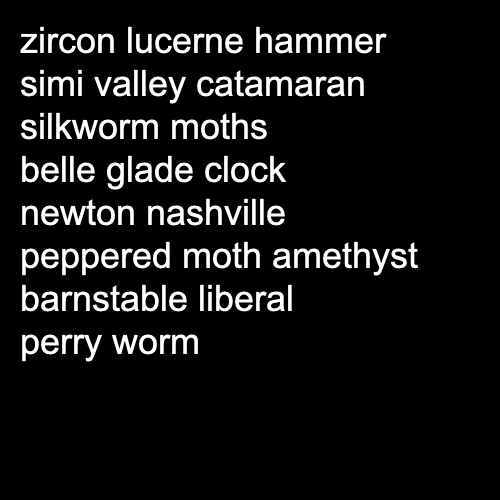 zircon lucerne hammer
simi valley catamaran
silkworm moths
belle glade clock
newton nashville
peppered moth amethyst
barnstable liberal
perry worm